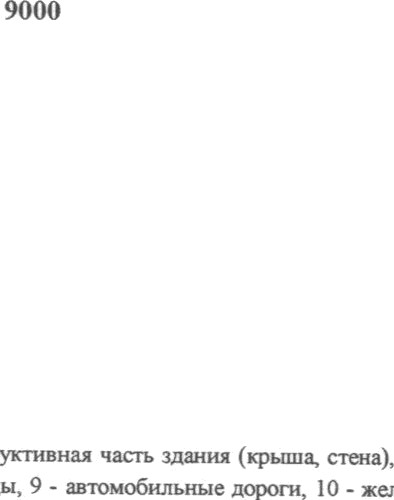 9000
уктивная часть здания (крыша, стена),
ы, 9 - автомобильные дороги, 10 - жел